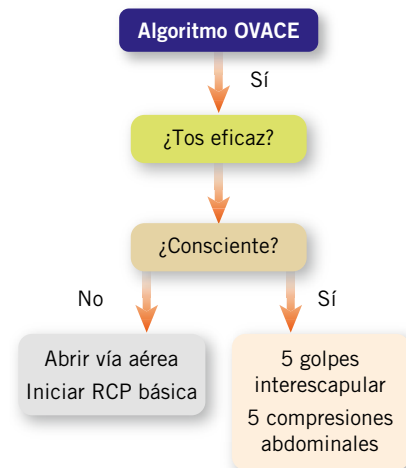 Algoritmo OVACE
Sí
¿Tos eficaz?
¿Consciente?
No
Sí
Abrir vía aérea
Iniciar RCP básica
5 golpes
interescapular
5 compresiones
abdominales